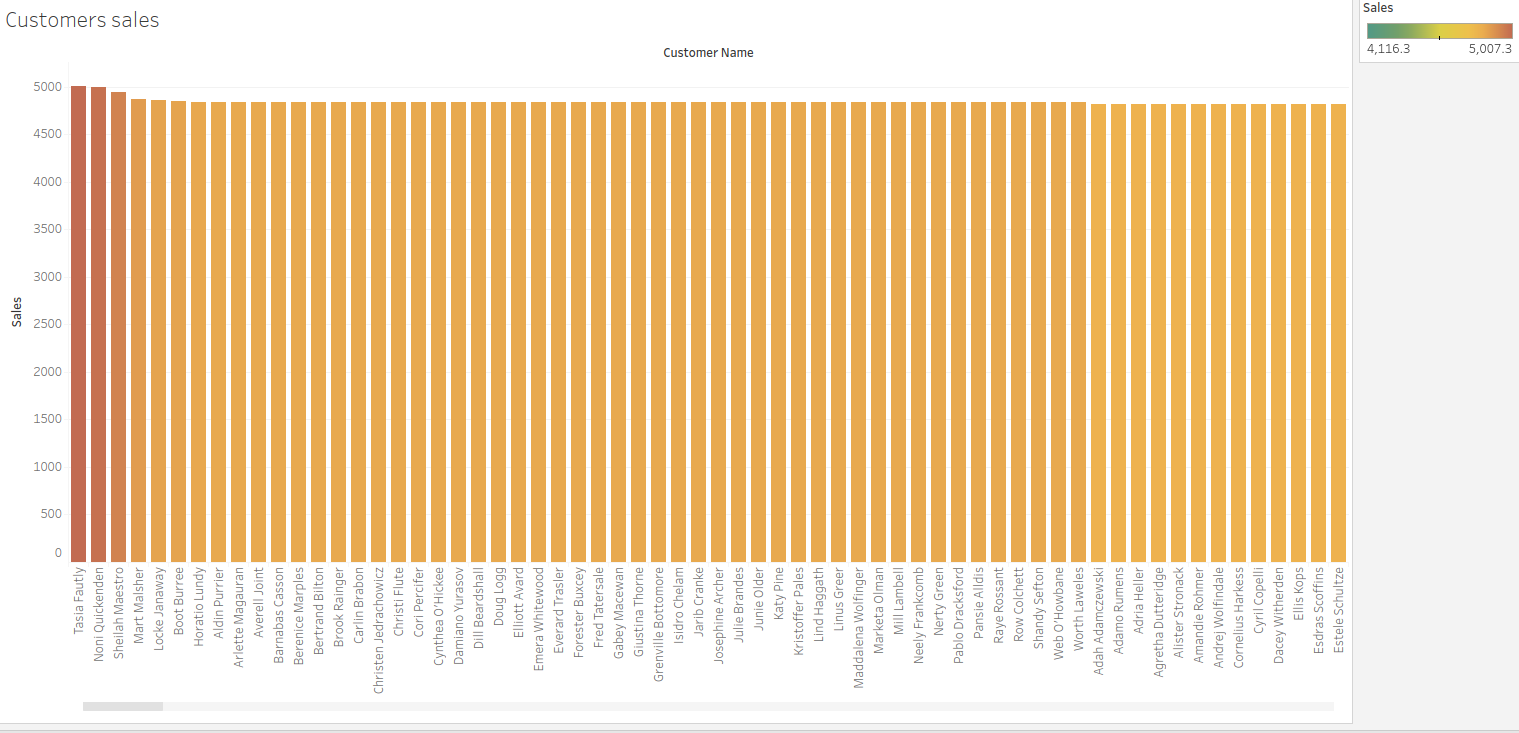 Customers sales
Sales
4,116.3
5,007.3
Customer Name
Sales
5000
4500
4000
3500
3000
2500
2000
1500
1000
500
0
Tasia Fautly
Noni Quickenden
Sheilah Maestro
Mart Malsher
Locke Janaway
Boot Burree
Horatio Lundy
Aldin Purrier
Arlette Magauran
Averell Joint
Barnabas Casson
Berenice Marples
Bertrand Bilton
Brook Rainger
Carlin Brabon
Christen Jedrachowicz
Christi Flute
Cori Percifer
Cynthea O'Hickee
Damiano Yurasov
Dill Beardshall
Doug Logg
Elliott Avard
Emera Whitewood
Everard Trasler
Forester Buxcey
Fred Tatersale
Gabey Macewan
Giustina Thorne
Grenville Bottomore
Isidro Chelam
Jarib Cranke
Josephine Archer
Julie Brandes
Junie Older
Katy Pine
Kristoffer Pales
Lind Haggath
Linus Greer
Maddalena Wolfinger
Marketa Olman
Mill Lambell
Neely Frankcomb
Nerty Green
Pablo Dracksford
Pansie Alldis
Raye Rossant
Row Colchett
Shandy Sefton
Web O'Howbane
Worth Laweles
Adah Adamczewski
Adamo Rumens
Adria Heller
Agretha Dutteridge
Alister Stronack
Amandie Rohmer
Andrej Wolfindale
Cornelius Harkess
Cyril Copelli
Dacey Witherden
Ellis Kops
Esdras Scoffins
Estele Schultze